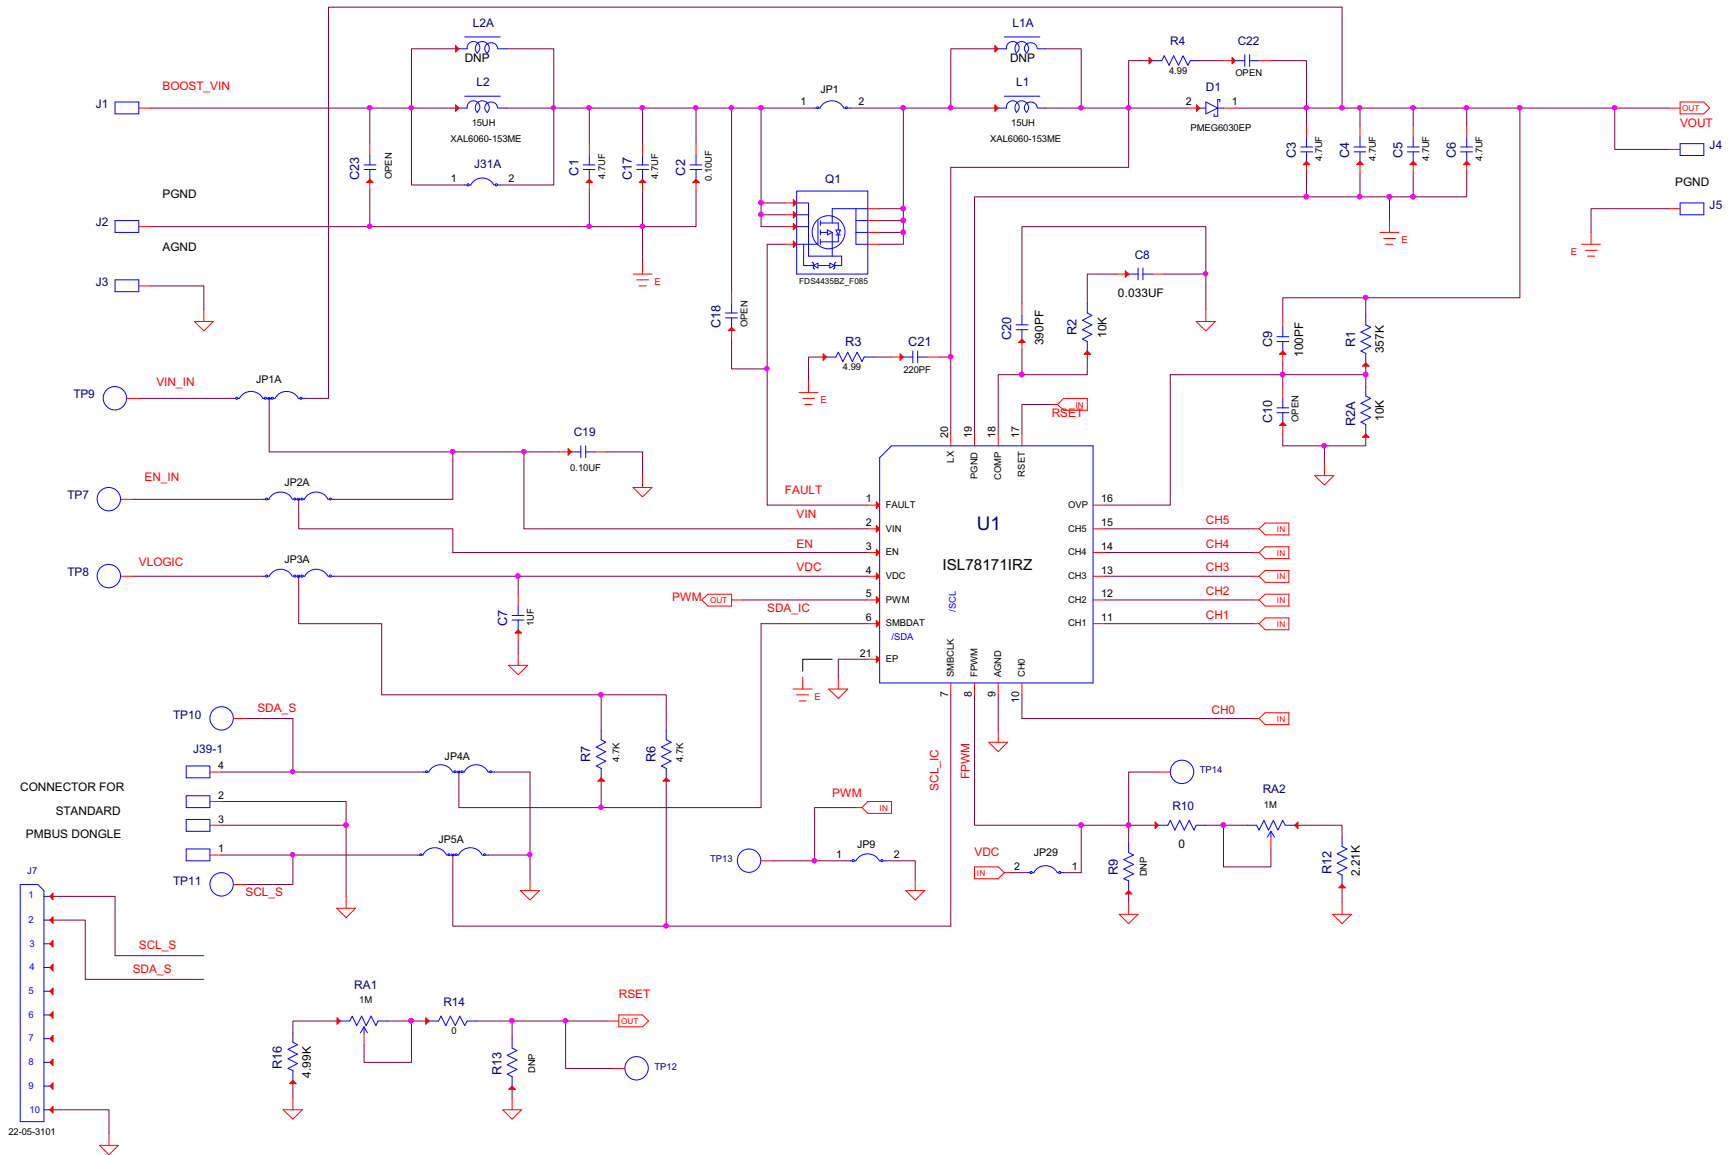 L2A
DNP
L2
15UH
XAL6060-153ME
J31A
1
2
L1A
DNP
L1
15UH
XAL6060-153ME
R4
4.99
C22
OPEN
D1
2
1
PMEG6030EP
BOOST_VIN
J1
JP1
1
2
OUT
VOUT
J4
PGND
J5
E
C23
OPEN
C1
4.7UF
C17
4.7UF
C2
0.10UF
C3
4.7UF
C4
4.7UF
C5
4.7UF
C6
4.7UF
E
PGND
J2
AGND
J3
E
Q1
FDS4435BZ_F085
C18
OPEN
C8
0.033UF
C20
390PF
R2
10K
R3
4.99
C21
220PF
E
C9
100PF
R1
357K
C10
OPEN
R2A
10K
TP9
VIN_IN
JP1A
C19
0.10UF
TP7
EN_IN
JP2A
TP8
VLOGIC
JP3A
C7
1UF
IN
RSET
20
19
18
17
LX
PGND
COMP
RSET
FAULT
1
FAULT
VIN
2
VIN
EN
3
EN
VDC
4
VDC
PWM
OUT
5
PWM
SDA_IC
6
SMBDAT
/SDA
21
EP
E
U1
ISL78171IRZ
/SCL
OVP
16
CH5
15
CH5
IN
CH4
14
CH4
IN
CH3
13
CH3
IN
CH2
12
CH2
IN
CH1
11
CH1
IN
SMBCLK
FPWM
AGND
CH0
7
8
9
10
CH0
IN
SCL_IC
FPWM
TP10
SDA_S
J39-1
4
2
3
1
CONNECTOR FOR
STANDARD
PMBUS DONGLE
TP11
SCL_S
JP4A
JP5A
R7
4.7K
R6
4.7K
PWM
IN
TP13
JP9
1
2
VDC
IN
JP29
2
1
TP14
R9
DNP
R10
0
RA2
1M
R12
2.21K
J7
1
2
3
4
5
6
7
8
9
10
22-05-3101
SCL_S
SDA_S
RA1
1M
R14
0
R16
4.99K
R13
DNP
RSET
OUT
TP12